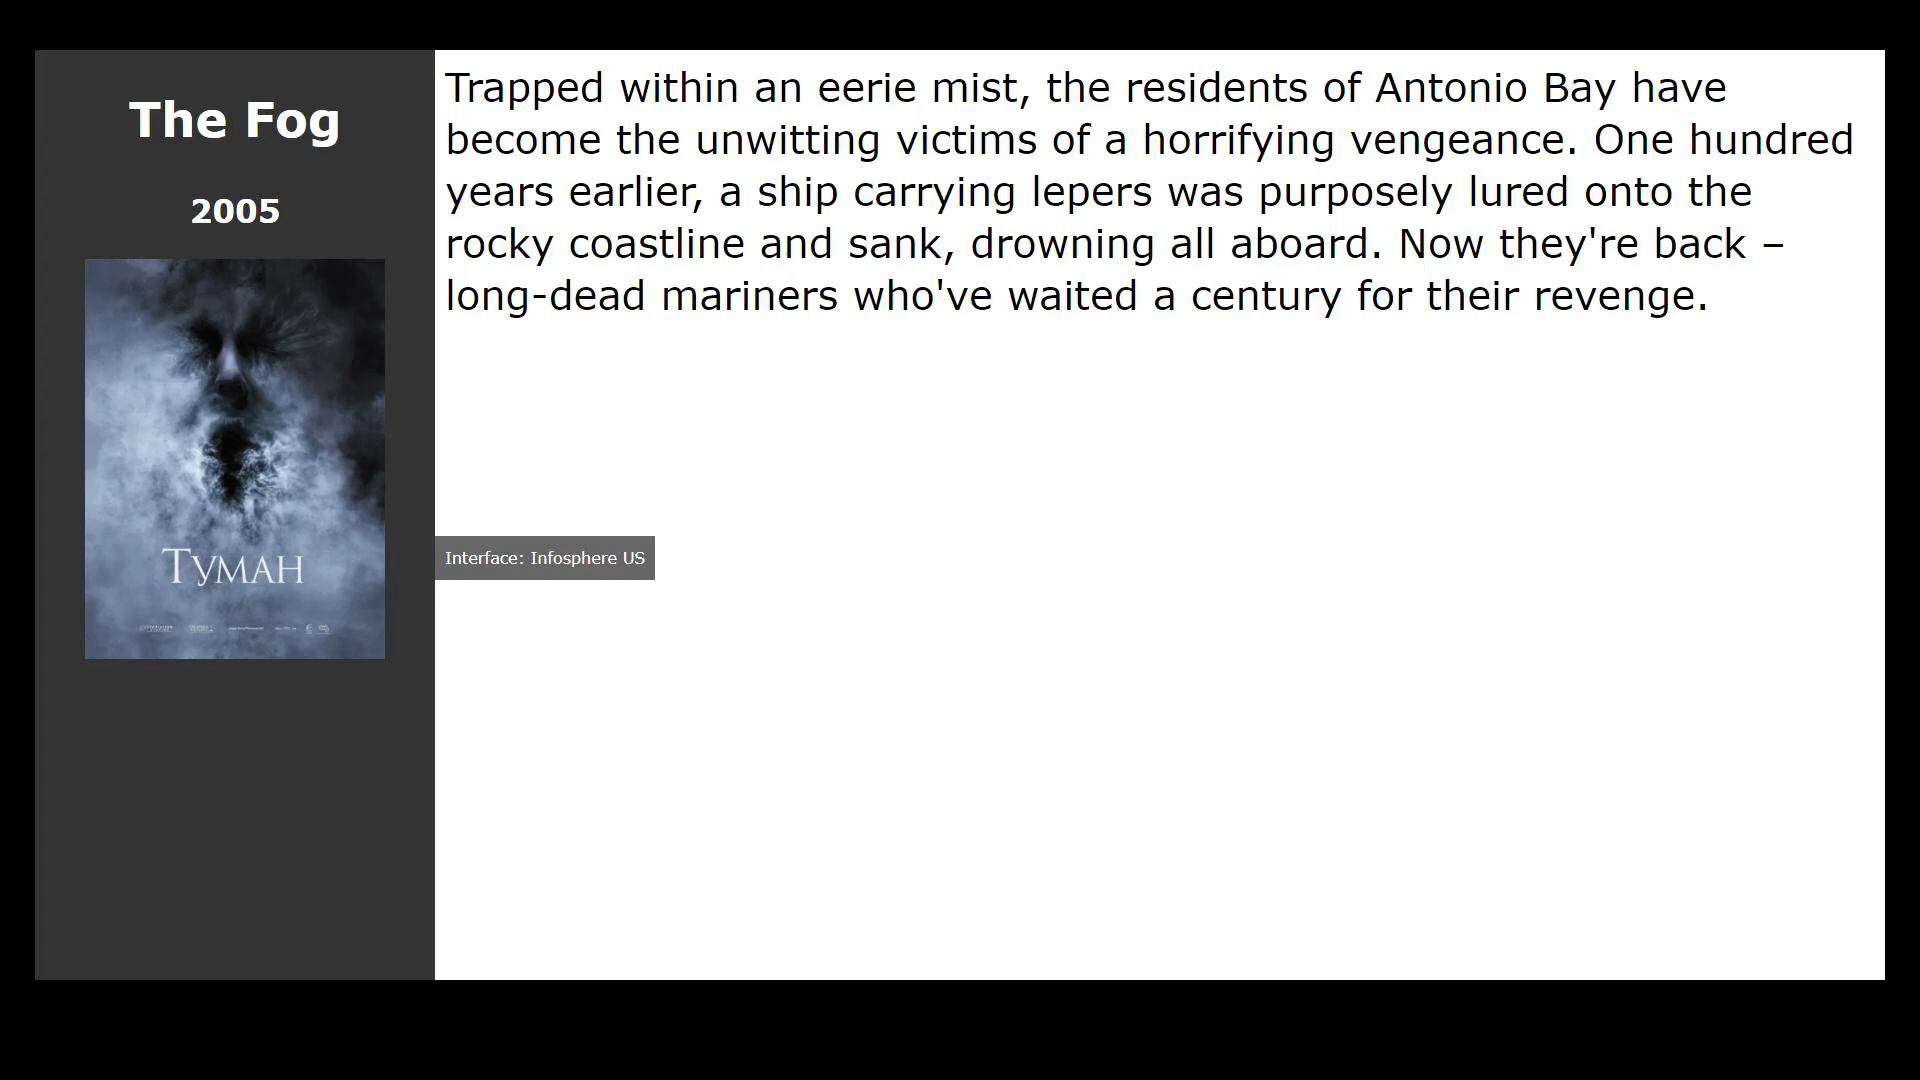 The Fog
2005
Туман
Trapped within an eerie mist, the residents of Antonio Bay have
become the unwitting victims of a horrifying vengeance. One hundred
years earlier, a ship carrying lepers was purposely lured onto the
rocky coastline and sank, drowning all aboard. Now they're back –
long-dead mariners who've waited a century for their revenge.
Interface: Infosphere US